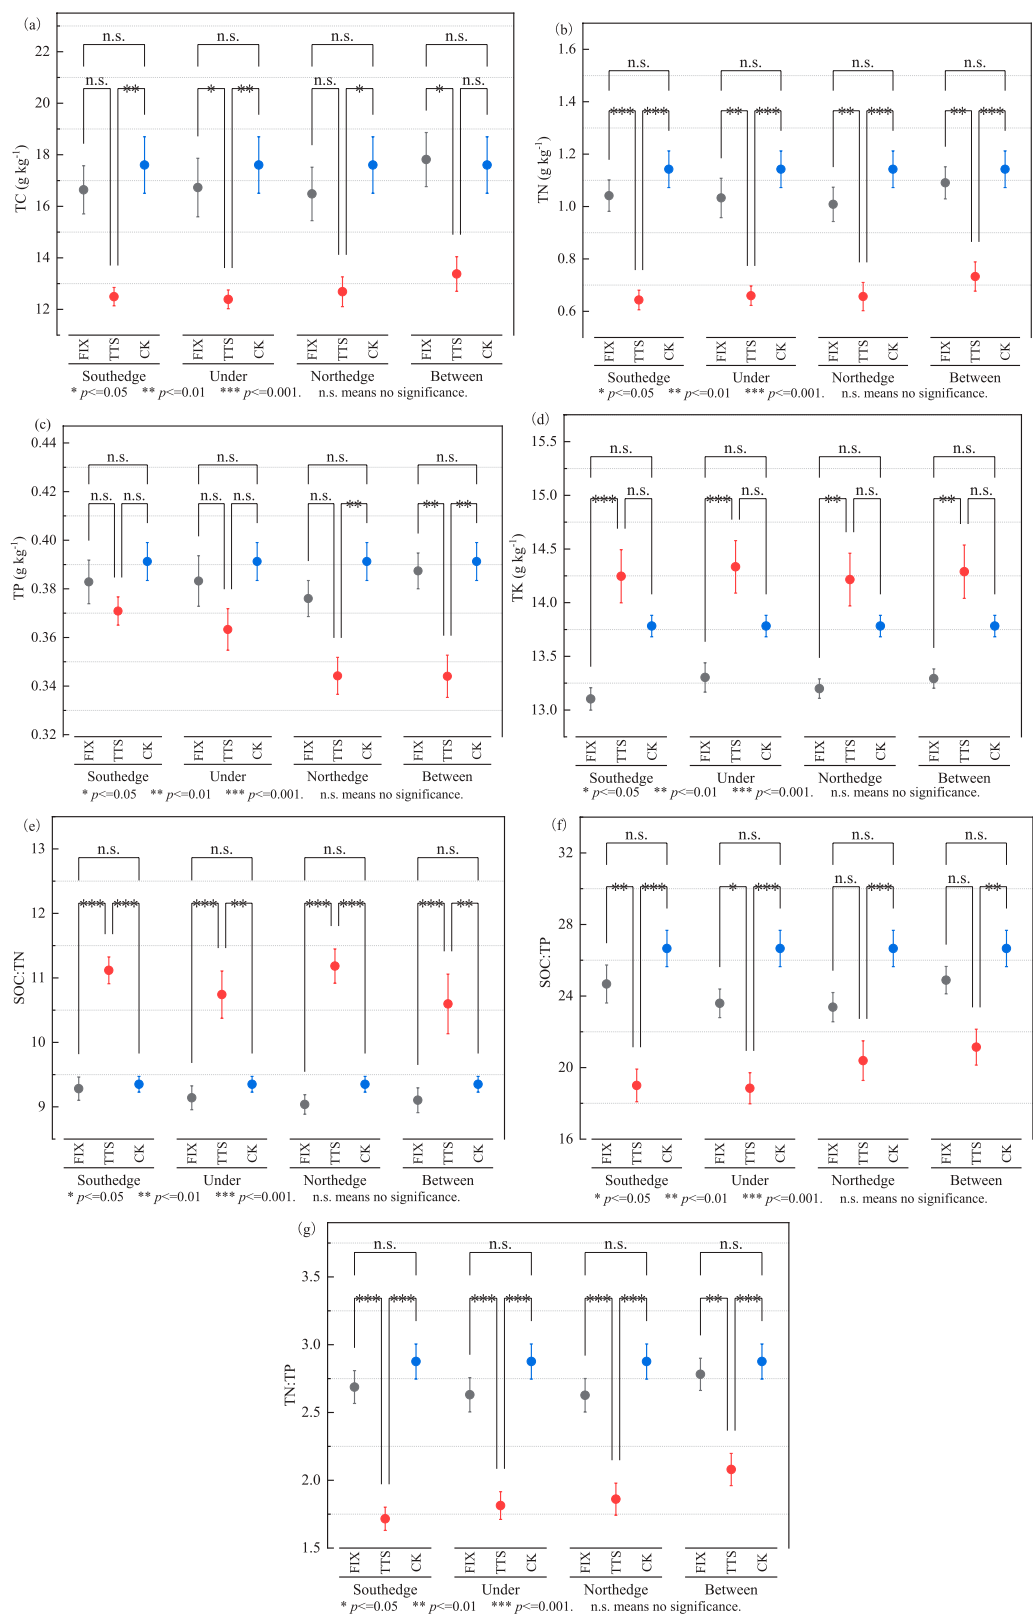 (a)
n.s. n.s. n.s. n.s.
n.s. ** * ** n.s. * * n.s.
22
20
18
16
14
12
TC (g kg-1)
FIX TTS CK FIX TTS CK FIX TTS CK FIX TTS CK
Southedge Under Northedge Between
* p<=0.05 ** p<=0.01 *** p<=0.001. n.s. means no significance.
(b)
n.s. n.s. n.s. n.s.
*** *** ** *** ** *** ** ***
1.6
1.4
1.2
1.0
0.8
0.6
TN (g kg-1)
FIX TTS CK FIX TTS CK FIX TTS CK FIX TTS CK
Southedge Under Northedge Between
* p<=0.05 ** p<=0.01 *** p<=0.001. n.s. means no significance.
(c)
n.s. n.s. n.s. n.s.
n.s. n.s. n.s. n.s. n.s. ** ** **
0.44
0.42
0.40
0.38
0.36
0.34
0.32
TP (g kg-1)
FIX TTS CK FIX TTS CK FIX TTS CK FIX TTS CK
Southedge Under Northedge Between
* p<=0.05 ** p<=0.01 *** p<=0.001. n.s. means no significance.
(d)
n.s. n.s. n.s. n.s.
*** n.s. *** n.s. ** n.s. ** n.s.
15.5
15.0
14.5
14.0
13.5
13.0
TK (g kg-1)
FIX TTS CK FIX TTS CK FIX TTS CK FIX TTS CK
Southedge Under Northedge Between
* p<=0.05 ** p<=0.01 *** p<=0.001. n.s. means no significance.
(e)
n.s. n.s. n.s. n.s.
*** *** *** ** *** *** *** **
13
12
11
10
9
SOC:TN
FIX TTS CK FIX TTS CK FIX TTS CK FIX TTS CK
Southedge Under Northedge Between
* p<=0.05 ** p<=0.01 *** p<=0.001. n.s. means no significance.
(f)
n.s. n.s. n.s. n.s.
** *** * *** n.s. *** n.s. **
32
28
24
20
16
SOC:TP
FIX TTS CK FIX TTS CK FIX TTS CK FIX TTS CK
Southedge Under Northedge Between
* p<=0.05 ** p<=0.01 *** p<=0.001. n.s. means no significance.
(g)
n.s. n.s. n.s. n.s.
*** *** *** *** *** *** ** ***
3.5
3.0
2.5
2.0
1.5
TN:TP
FIX TTS CK FIX TTS CK FIX TTS CK FIX TTS CK
Southedge Under Northedge Between
* p<=0.05 ** p<=0.01 *** p<=0.001. n.s. means no significance.